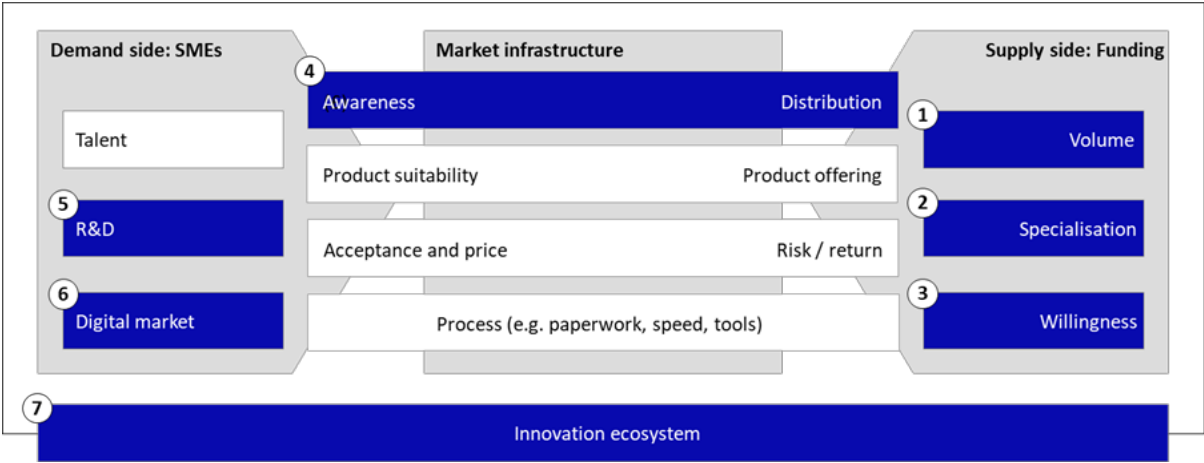 Demand side: SMEs
Market infrastructure
Supply side: Funding
4
Awareness Distribution
1
Talent
Volume
Product suitability Product offering
5
R&D
2
Specialisation
Acceptance and price Risk / return
6
Digital market
3
Willingness
Process (e.g. paperwork, speed, tools)
7
Innovation ecosystem